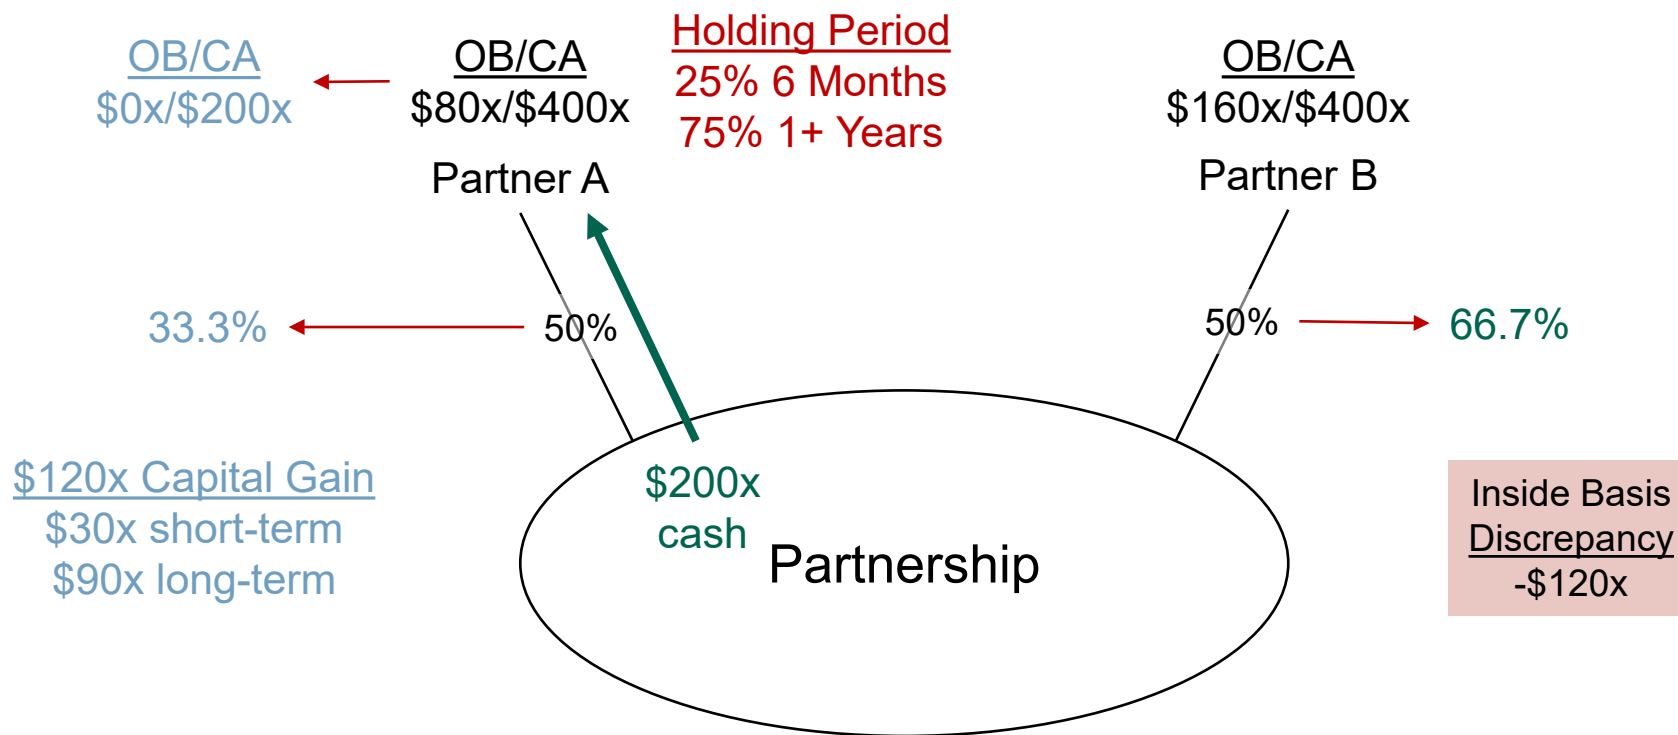 OB/CA
$0x/$200x
OB/CA
$80x/$400x
Holding Period
25% 6 Months
75% 1+ Years
OB/CA
$160x/$400x
Partner A
Partner B
33.3%
50%
50%
66.7%
$120x Capital Gain
$30x short-term
$90x long-term
$200x
cash
Partnership
Inside Basis
Discrepancy
-$120x